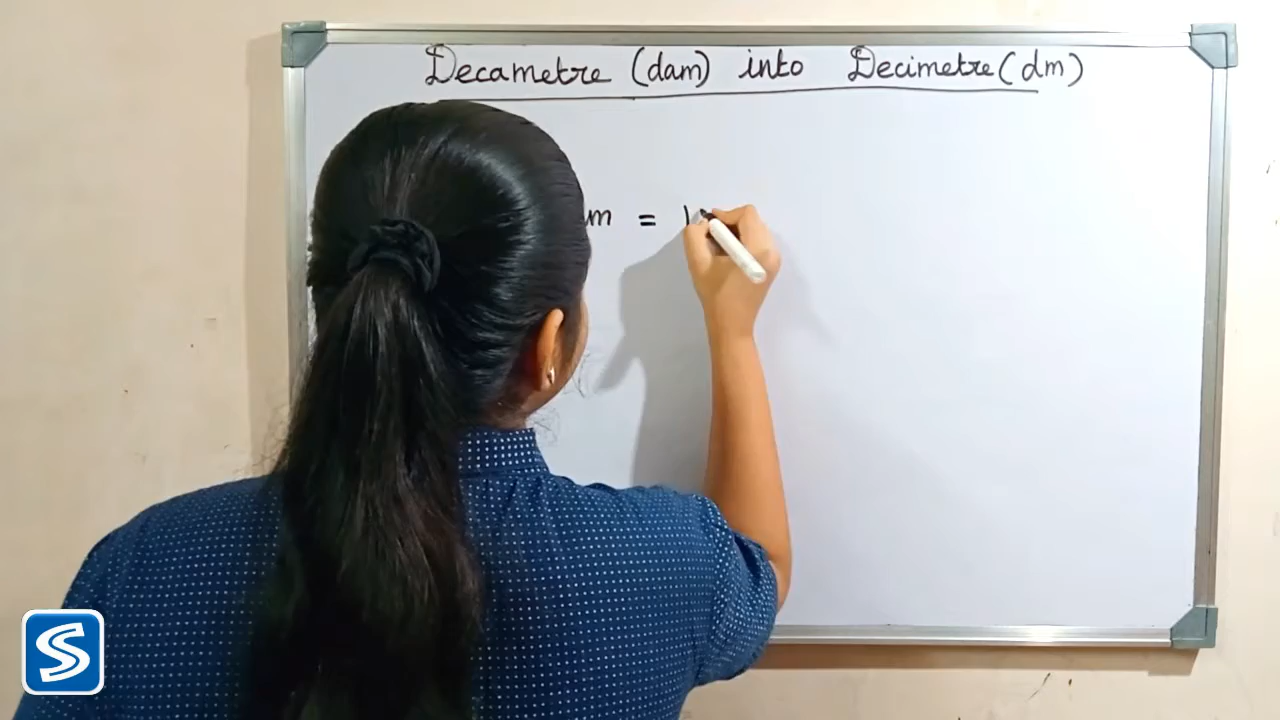 Decametre (dam) into Decimetre (dm)
m = 1
S